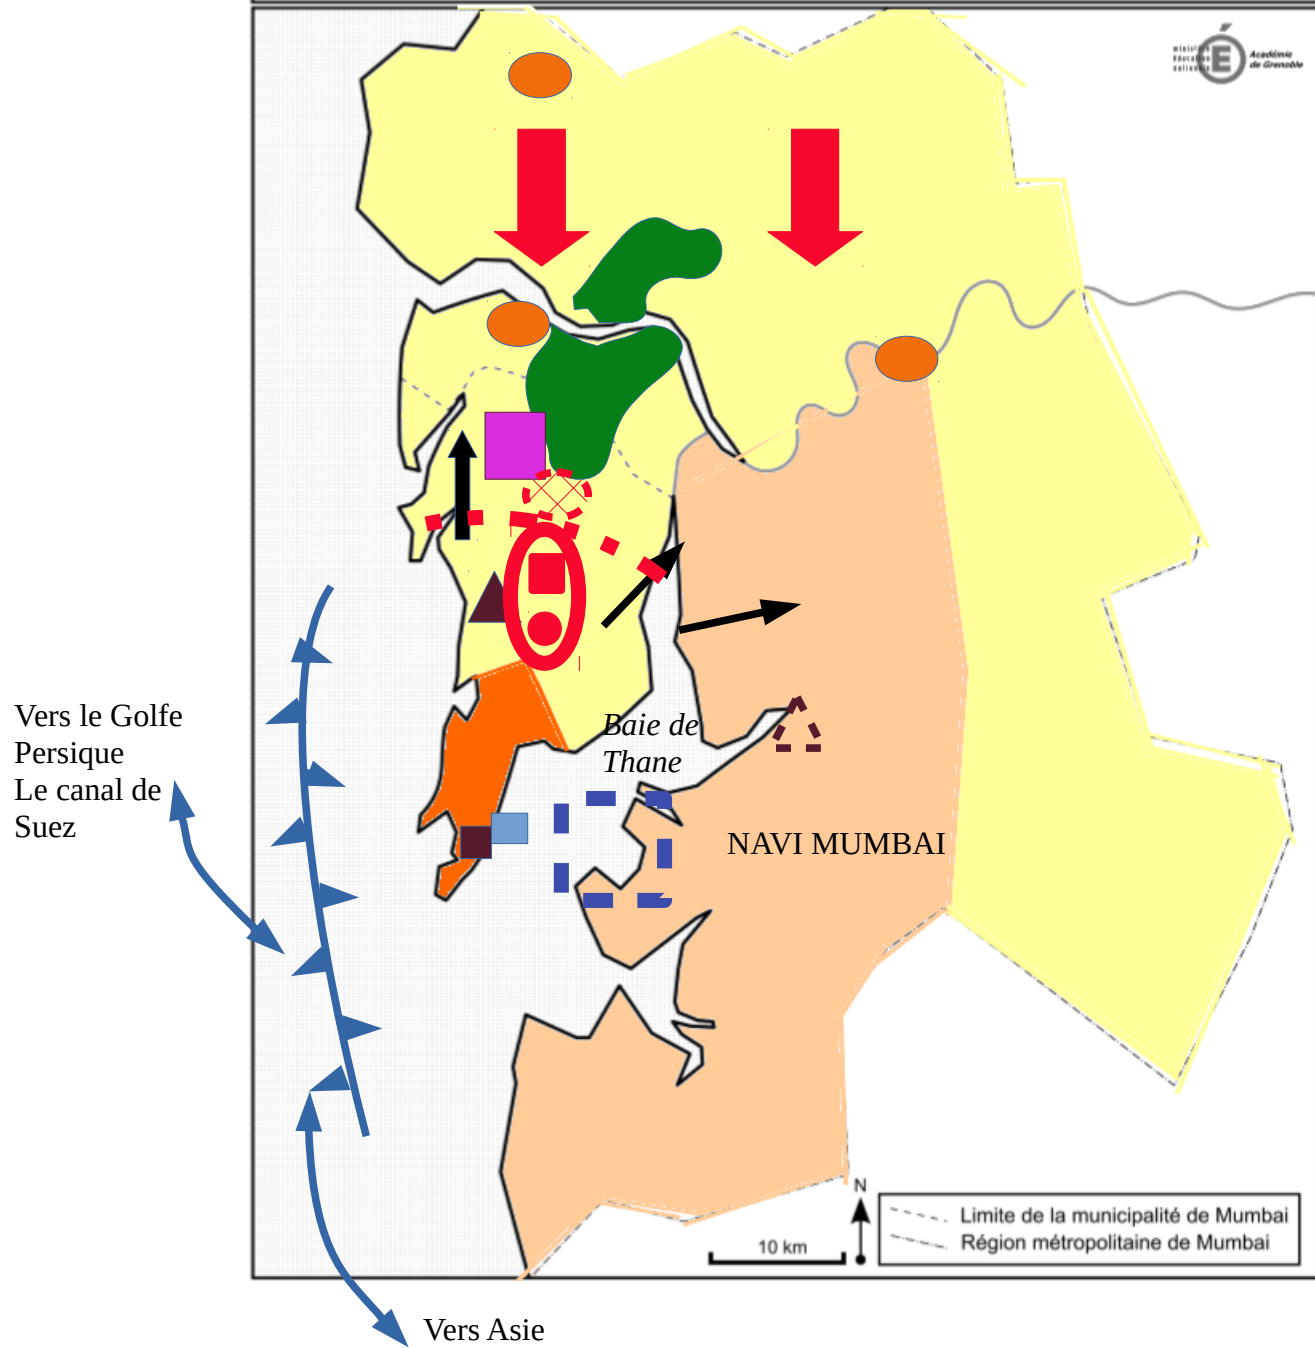 Académie
de Grenoble
Vers le Golfe
Persique
Le canal de
Suez
Baie de
Thane
NAVI MUMBAI
N
10 km
Limite de la municipalité de Mumbai
Région métropolitaine de Mumbai
Vers Asie